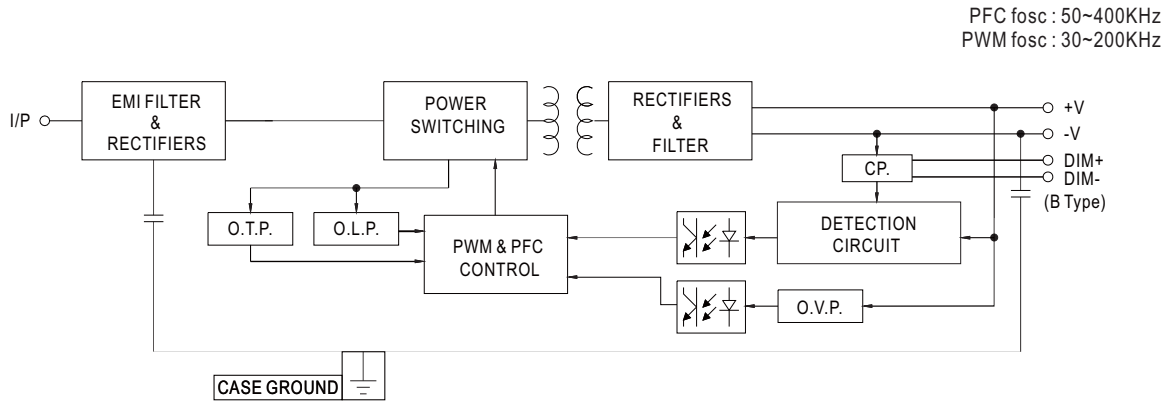 PFC fosc : 50~400KHz
PWM fosc : 30~200KHz
I/P
EMI FILTER
&
RECTIFIERS
POWER
SWITCHING
RECTIFIERS
&
FILTER
+V
-V
CP.
DIM+
DIM-
(B Type)
O.T.P.
O.L.P.
PWM & PFC
CONTROL
DETECTION
CIRCUIT
O.V.P.
CASE GROUND